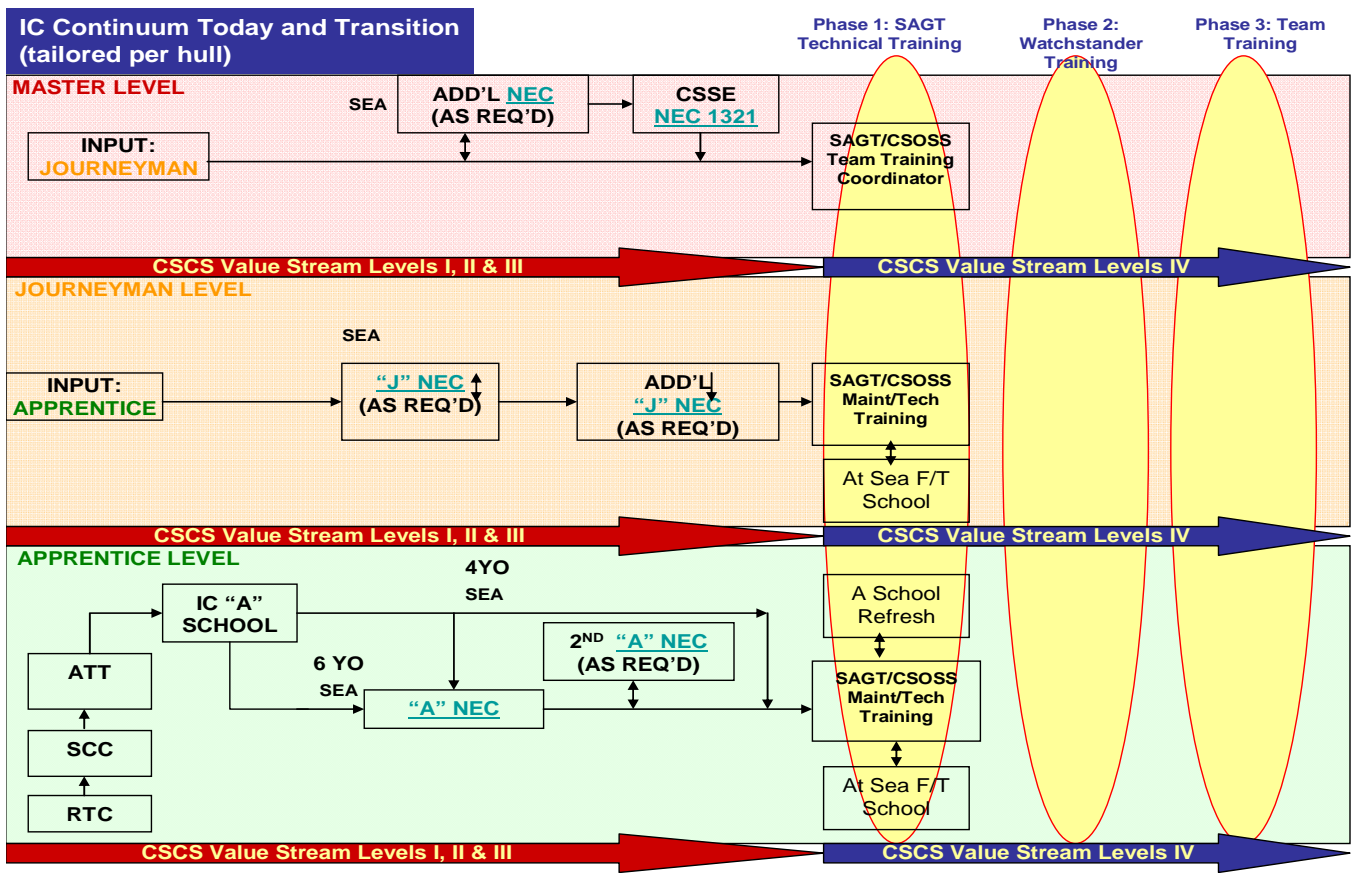 IC Continuum Today and Transition
(tailored per hull)
Phase 1: SAGT
Technical Training
Phase 2:
Watchstander
Training
Phase 3: Team
Training
MASTER LEVEL
SEA
ADD'L NEC
(AS REQ'D)
CSSE
NEC 1321
INPUT:
JOURNEYMAN
SAGT/CSOSS
Team Training
Coordinator
CSCS Value Stream Levels I, II & III
CSCS Value Stream Levels IV
JOURNEYMAN LEVEL
SEA
INPUT:
APPRENTICE
“J” NEC
(AS REQ'D)
ADD'L
“J” NEC
(AS REQ'D)
SAGT/CSOSS
Maint/Tech
Training
At Sea F/T
School
CSCS Value Stream Levels I, II & III
CSCS Value Stream Levels IV
APPRENTICE LEVEL
4YO
SEA
IC “A”
SCHOOL
A School
Refresh
2ND “A” NEC
(AS REQ'D)
ATT
6 YO
SEA
“A” NEC
SAGT/CSOSS
Maint/Tech
Training
SCC
RTC
At Sea F/T
School
CSCS Value Stream Levels I, II & III
CSCS Value Stream Levels IV